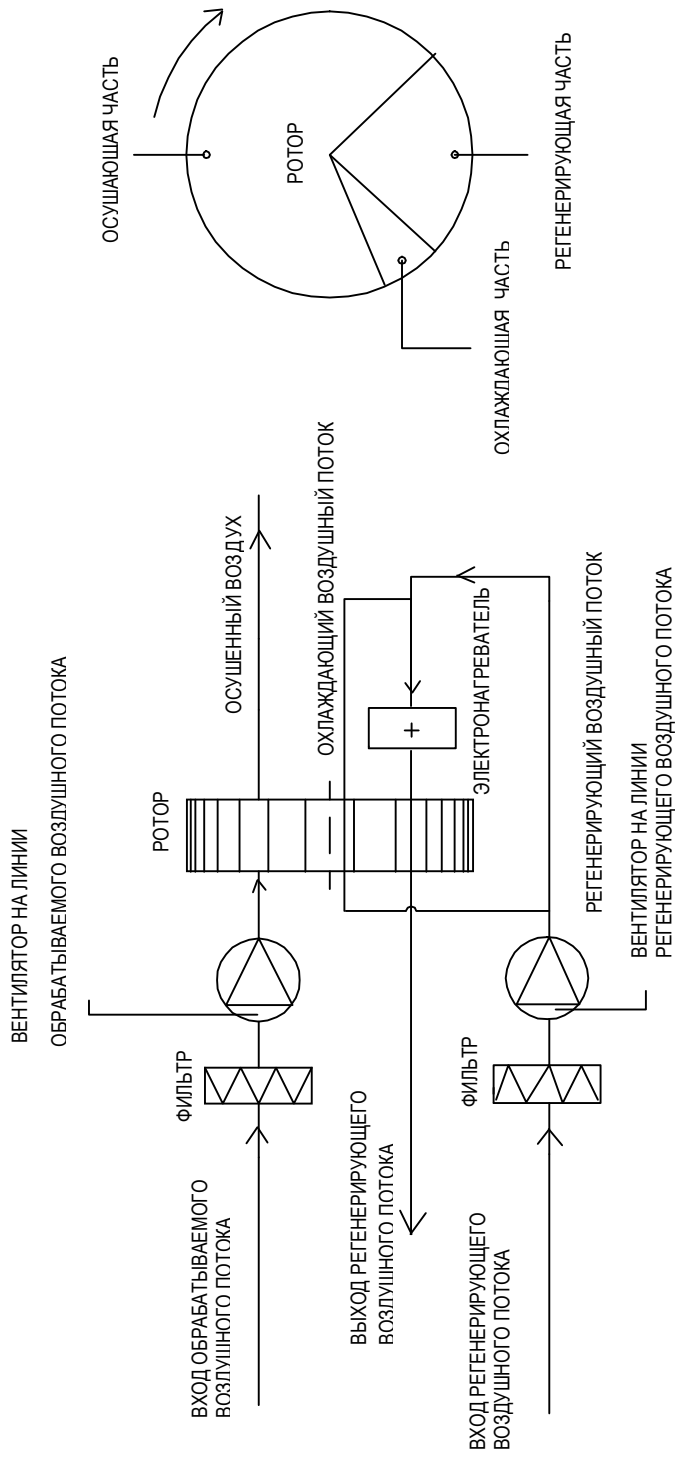 ВЕНТИЛЯТОР НА ЛИНИИ
ОБРАБАТЫВАЕМОГО ВОЗДУШНОГО ПОТОКА
ВХОД ОБРАБАТЫВАЕМОГО
ВОЗДУШНОГО ПОТОКА
ФИЛЬТР
РОТОР
ОСУШЕННЫЙ ВОЗДУХ
ОХЛАЖДАЮЩИЙ ВОЗДУШНЫЙ ПОТОК
+
ЭЛЕКТРОНАГРЕВАТЕЛЬ
ВЫХОД РЕГЕНЕРИРУЮЩЕГО
ВОЗДУШНОГО ПОТОКА
ВХОД РЕГЕНЕРИРУЮЩЕГО
ВОЗДУШНОГО ПОТОКА
ФИЛЬТР
РЕГЕНЕРИРУЮЩИЙ ВОЗДУШНЫЙ ПОТОК
ВЕНТИЛЯТОР НА ЛИНИИ
РЕГЕНЕРИРУЮЩЕГО ВОЗДУШНОГО ПОТОКА
ОСУШАЮЩАЯ ЧАСТЬ
РОТОР
ОХЛАЖДАЮШАЯ ЧАСТЬ
РЕГЕНЕРИРУЮЩАЯ ЧАСТЬ